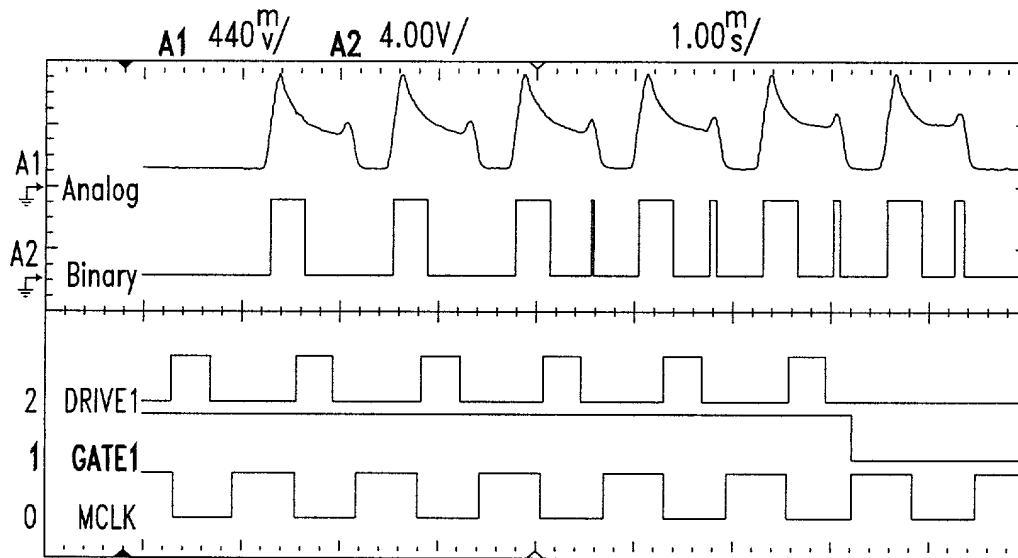 A1 440mv/ A2 4.00V/ 1.00ms/
A1
Analog
A2
Binary
2 DRIVE1
1 GATE1
0 MCLK